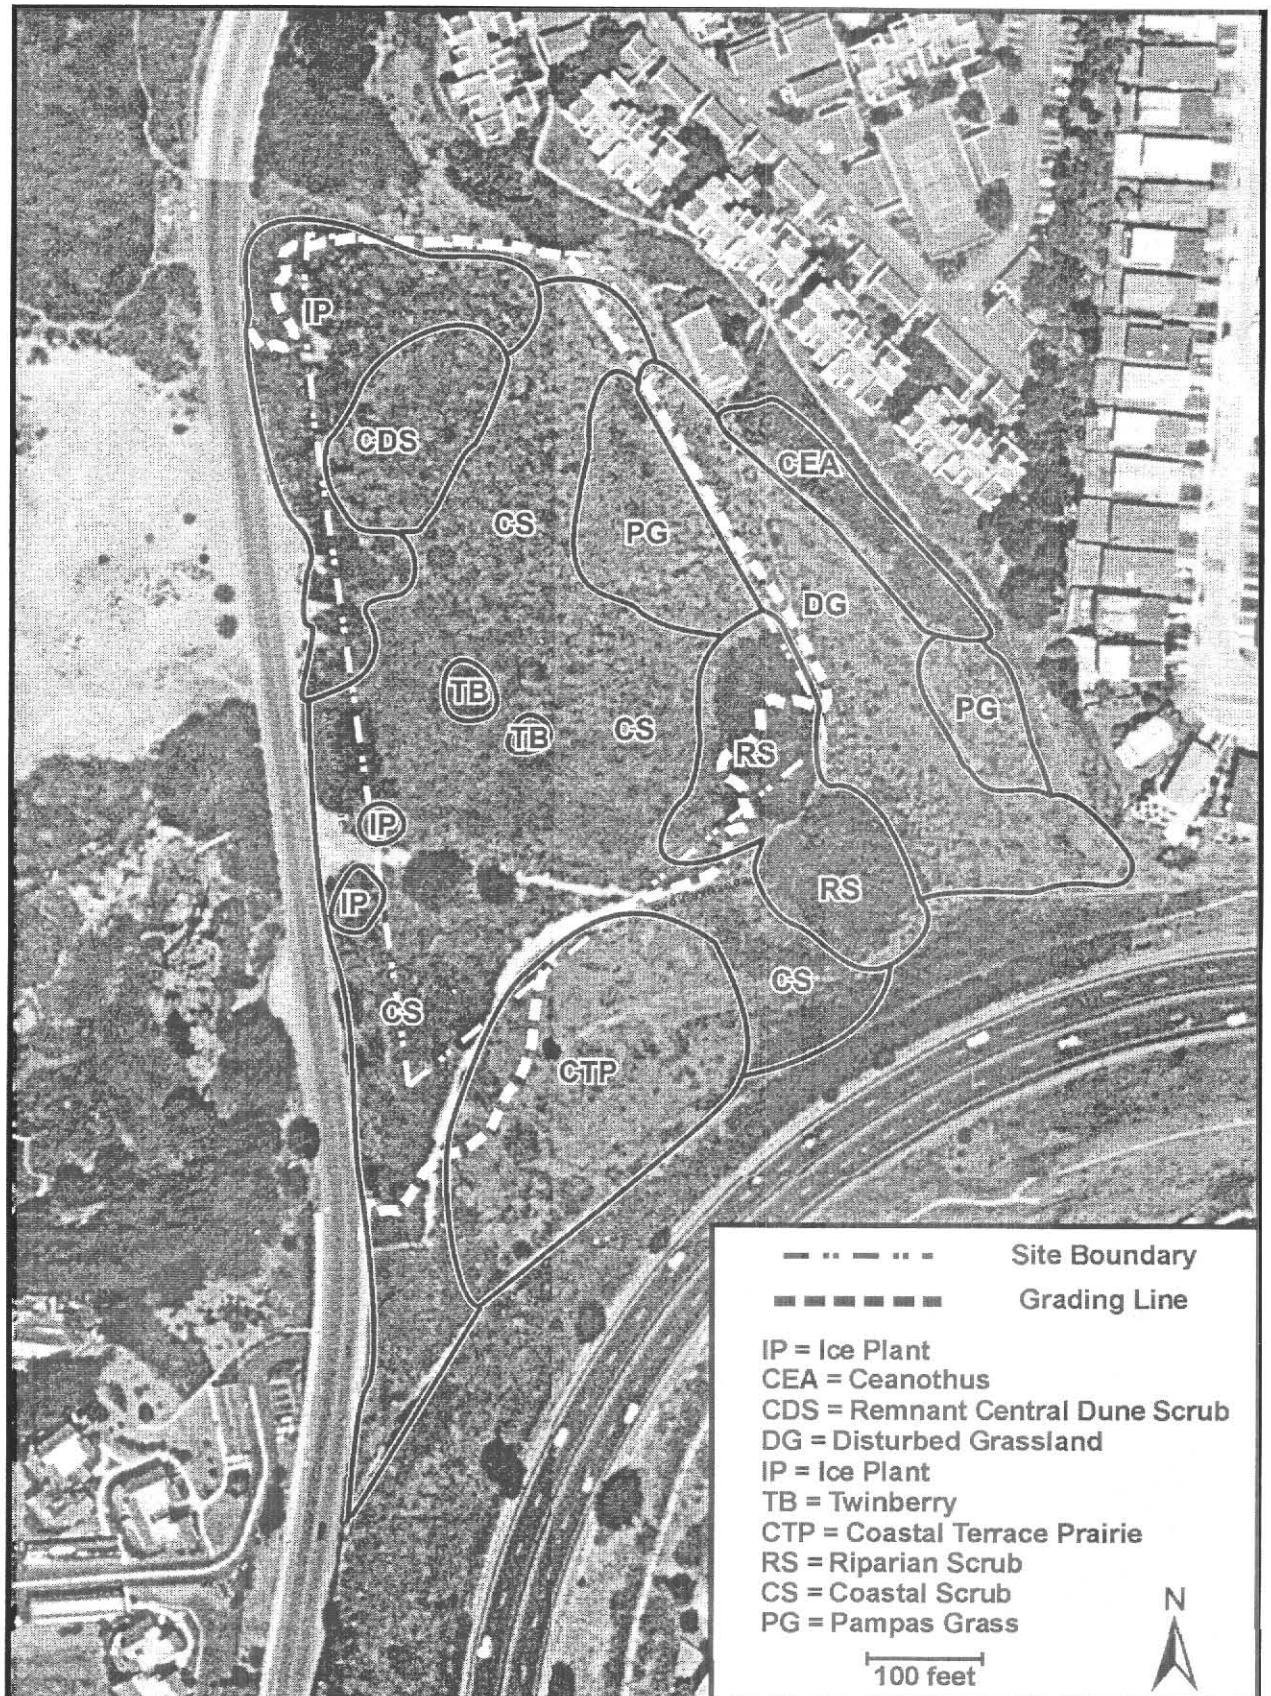 IP
CDS
CEA
CS
PG
DG
TB
PG
TB
CS
RS
IP
RS
IP
CS
CS
CTP
Site Boundary
Grading Line
IP = Ice Plant
CEA = Ceanothus
CDS = Remnant Central Dune Scrub
DG = Disturbed Grassland
IP = Ice Plant
TB = Twinberry
CTP = Coastal Terrace Prairie
RS = Riparian Scrub
CS = Coastal Scrub
PG = Pampas Grass
N
100 feet